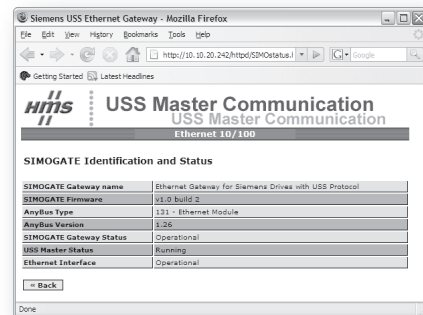 Siemens USS Ethernet Gateway - Mozilla Firefox
File Edit View History Bookmarks Tools Help
http://10.10.20.242/httpd/SIMOstatus.l Google
Getting Started Latest Headlines
HMS
USS Master Communication
USS Master Communication
Ethernet 10/100
SIMOGATE Identification and Status
SIMOGATE Gateway name Ethernet Gateway for Siemens Drives with USS Protocol
SIMOGATE Firmware v1.0 build 2
AnyBus Type 131 - Ethernet Module
AnyBus Version 1.26
SIMOGATE Gateway Status Operational
USS Master Status Running
Ethernet Interface Operational
« Back
Done